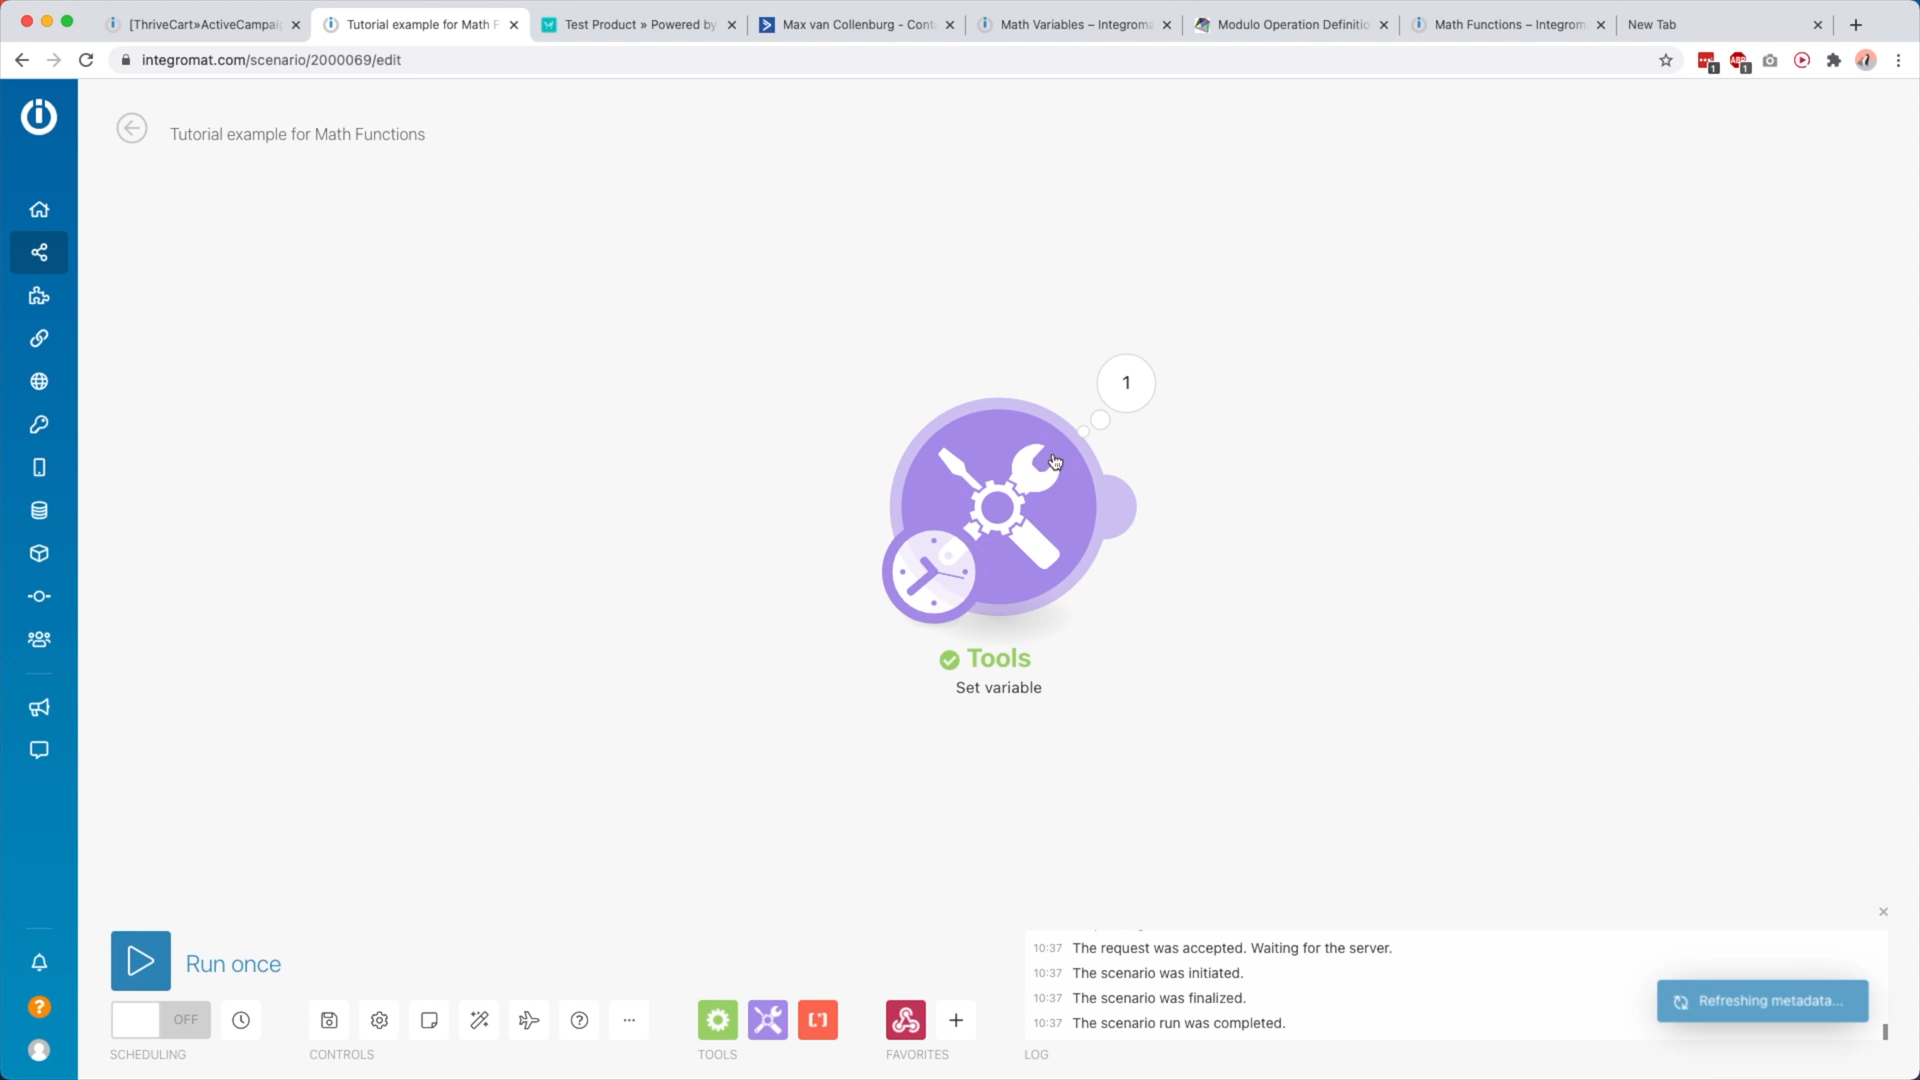 [ThriveCart»ActiveCampai
Tutorial example for Math F
Test Product » Powered by
Max van Collenburg - Cont
Math Variables – Integroma
Modulo Operation Definitio
Math Functions – Integrom
New Tab
integromat.com/scenario/2000069/edit
1
1
Tutorial example for Math Functions
1
Tools
Set variable
Run once
10:37 The request was accepted. Waiting for the server.
10:37 The scenario was initiated.
10:37 The scenario was finalized.
10:37 The scenario run was completed.
Refreshing metadata...
OFF
SCHEDULING
CONTROLS
TOOLS
FAVORITES
LOG